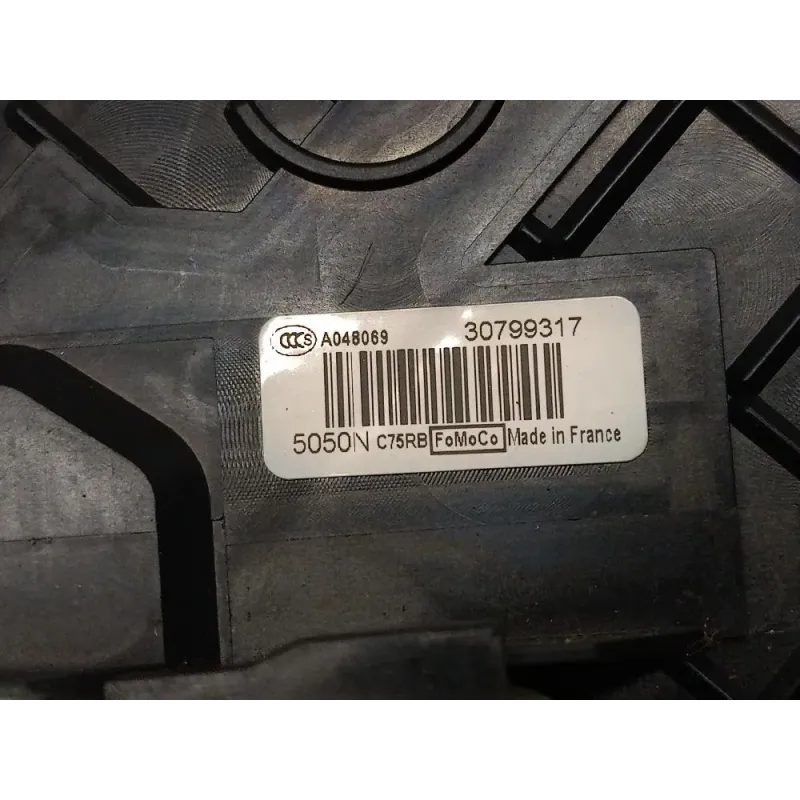 CCC S A048069 30799317
5050N C75RB FoMoCo Made in France